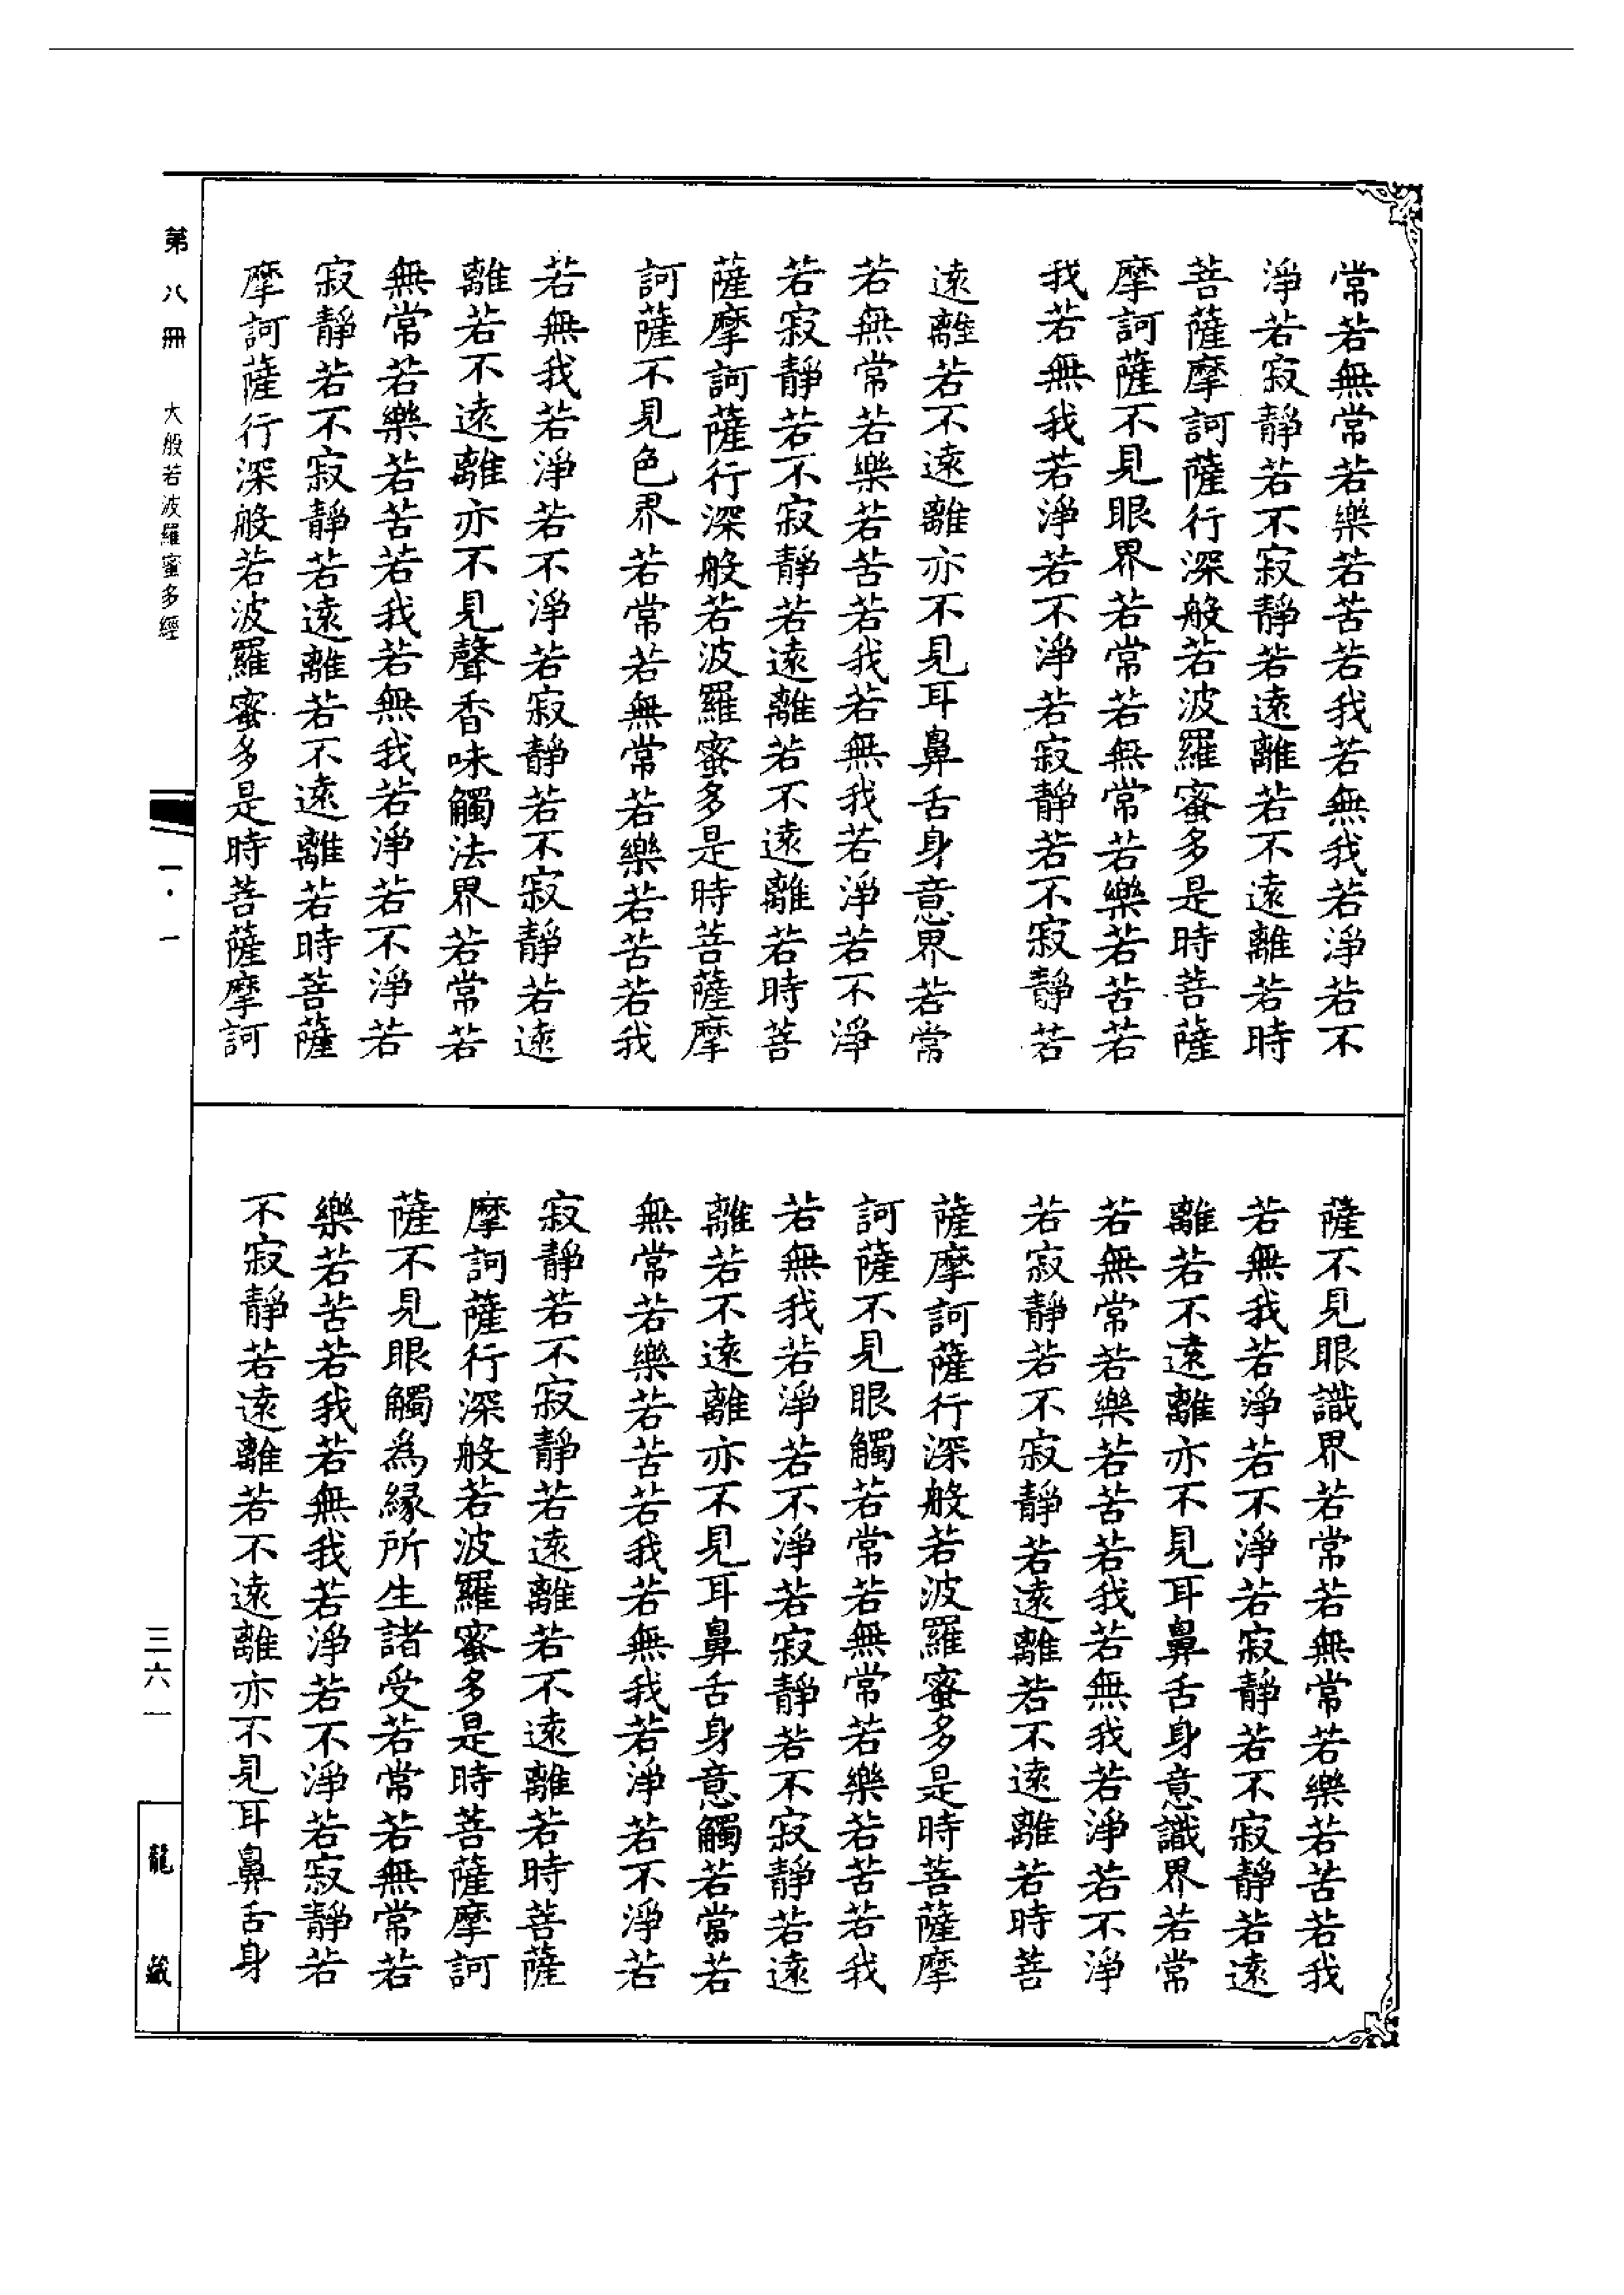 常若無常若樂若苦若我若無我若淨若不
淨若寂靜若不寂靜若遠離若不遠離若時
菩薩摩訶薩行深般若波羅蜜多是時菩薩
摩訶薩不見眼界若常若無常若樂若苦若
我若無我若淨若不淨若寂靜若不寂靜若
遠離若不遠離亦不見耳鼻舌身意界若常
若無常若樂若苦若我若無我若淨若不淨
若寂靜若不寂靜若遠離若不遠離若時菩
薩摩訶薩行深般若波羅蜜多是時菩薩摩
訶薩不見色界若常若無常若樂若苦若我
若無我若淨若不淨若寂靜若不寂靜若遠
離若不遠離亦不見聲香味觸法界若常若
無常若樂若苦若我若無我若淨若不淨若
寂靜若不寂靜若遠離若不遠離若時菩薩
摩訶薩行深般若波羅蜜多是時菩薩摩訶
薩不見眼識界若常若無常若樂若苦若我
若無我若淨若不淨若寂靜若不寂靜若遠
離若不遠離亦不見耳鼻舌身意識界若常
若無常若樂若苦若我若無我若淨若不淨
若寂靜若不寂靜若遠離若不遠離若時菩
薩摩訶薩行深般若波羅蜜多是時菩薩摩
訶薩不見眼觸若常若無常若樂若苦若我
若無我若淨若不淨若寂靜若不寂靜若遠
離若不遠離亦不見耳鼻舌身意觸若常若
無常若樂若苦若我若無我若淨若不淨若
寂靜若不寂靜若遠離若不遠離若時菩薩
摩訶薩行深般若波羅蜜多是時菩薩摩訶
薩不見眼觸為緣所生諸受若常若無常若
樂若苦若我若無我若淨若不淨若寂靜若
不寂靜若遠離若不遠離亦不見耳鼻舌身
第八冊 大般若波羅蜜多經
一·一
三六一
龍藏